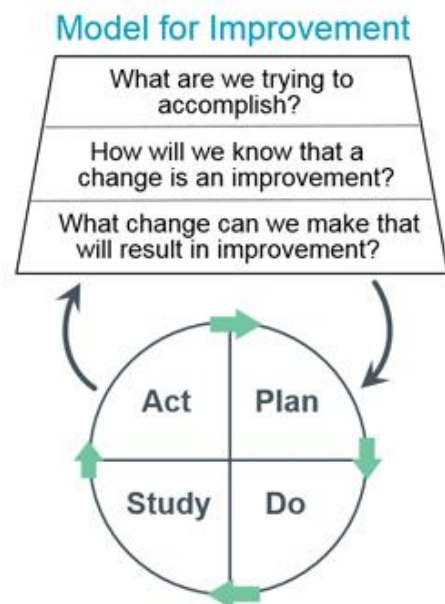 Model for Improvement
What are we trying to
accomplish?
How will we know that a
change is an improvement?
What change can we make that
will result in improvement?
Act
Plan
Study
Do